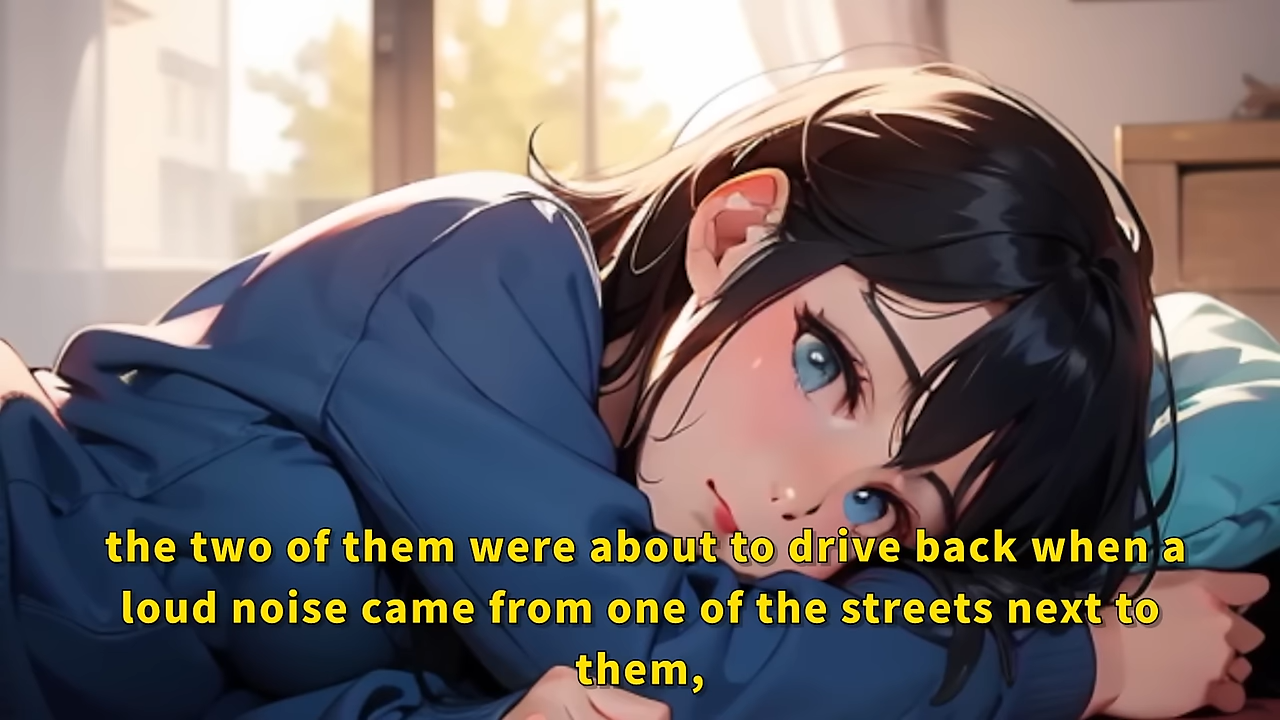 the two of them were about to drive back when a
loud noise came from one of the streets next to
them,